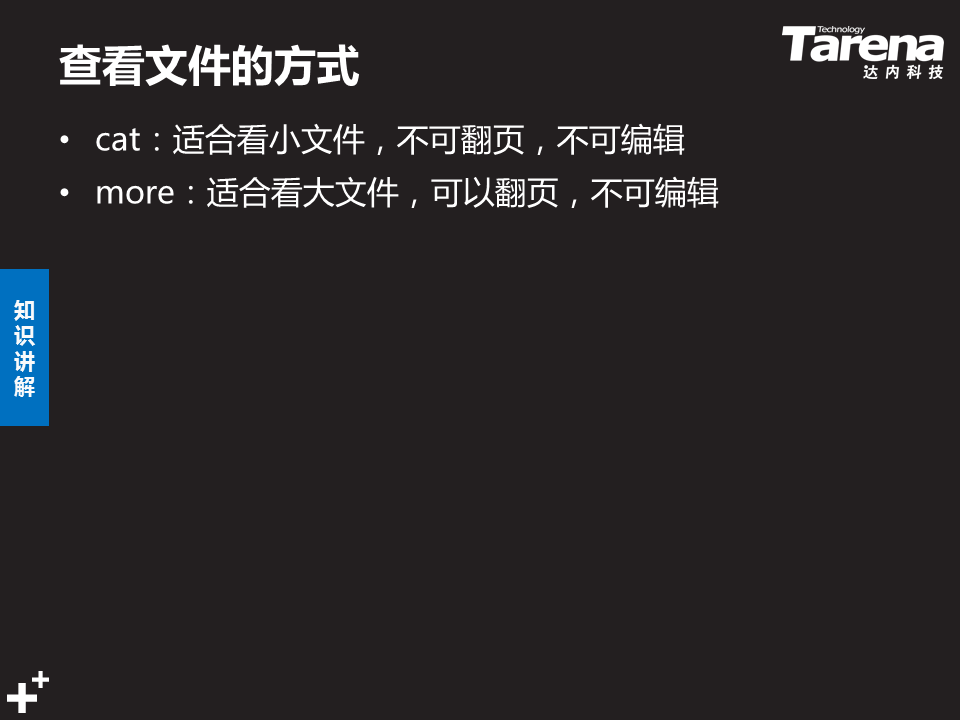 查看文件的方式
Technology
Tarena
达内科技
• cat：适合看小文件，不可翻页，不可编辑
• more：适合看大文件，可以翻页，不可编辑
知识讲解